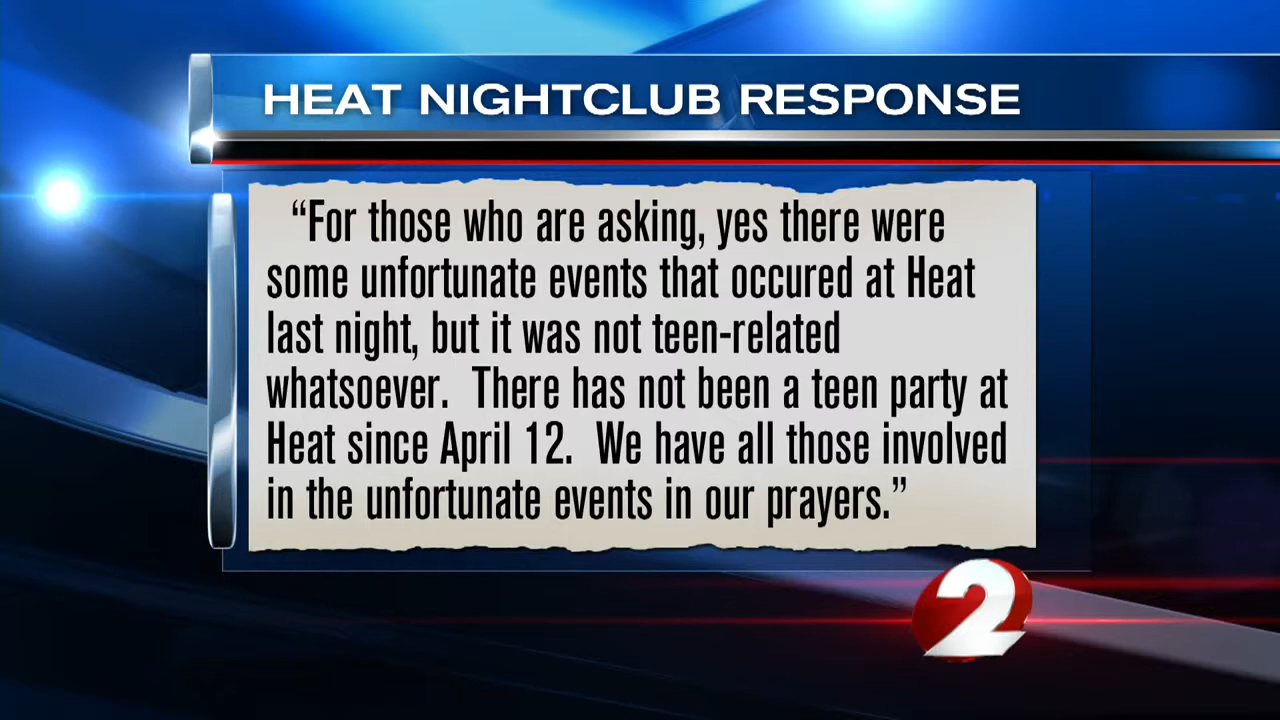 HEAT NIGHTCLUB RESPONSE
“For those who are asking, yes there were
some unfortunate events that occured at Heat
last night, but it was not teen-related
whatsoever.  There has not been a teen party at
Heat since April 12.  We have all those involved
in the unfortunate events in our prayers.”
2